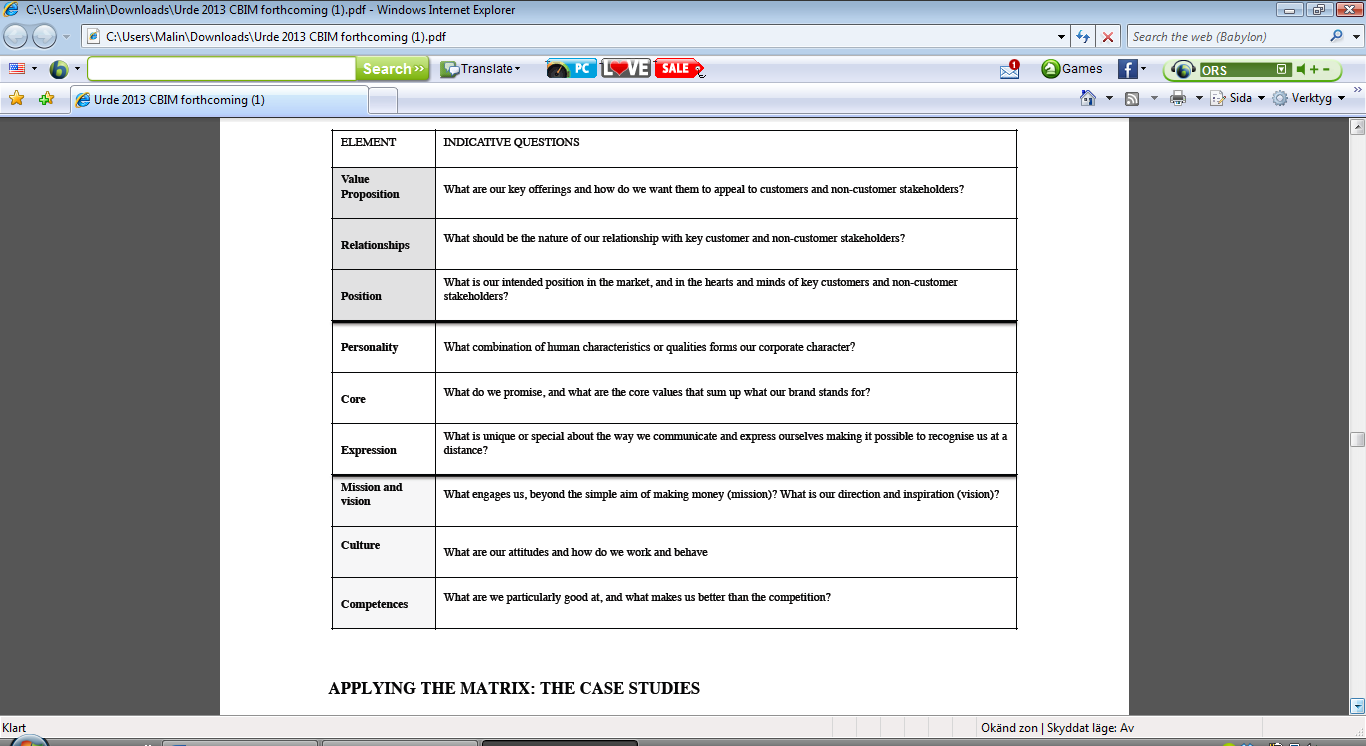 C:\Users\Malin\Downloads\Urde 2013 CBIM forthcoming (1).pdf - Windows Internet Explorer
C:\Users\Malin\Downloads\Urde 2013 CBIM forthcoming (1).pdf
Search the web (Babylon)
Search >>
Translate
PC
LOVE
SALE
1
Games
ORS
Urde 2013 CBIM forthcoming (1)
Sida
Verktyg
ELEMENT
INDICATIVE QUESTIONS
Value
Proposition
What are our key offerings and how do we want them to appeal to customers and non-customer stakeholders?
Relationships
What should be the nature of our relationship with key customer and non-customer stakeholders?
Position
What is our intended position in the market, and in the hearts and minds of key customers and non-customer
stakeholders?
Personality
What combination of human characteristics or qualities forms our corporate character?
Core
What do we promise, and what are the core values that sum up what our brand stands for?
Expression
What is unique or special about the way we communicate and express ourselves making it possible to recognise us at a
distance?
Mission and
vision
What engages us, beyond the simple aim of making money (mission)? What is our direction and inspiration (vision)?
Culture
What are our attitudes and how do we work and behave
Competences
What are we particularly good at, and what makes us better than the competition?
APPLYING THE MATRIX: THE CASE STUDIES
Klart
Okänd zon | Skyddat läge: Av